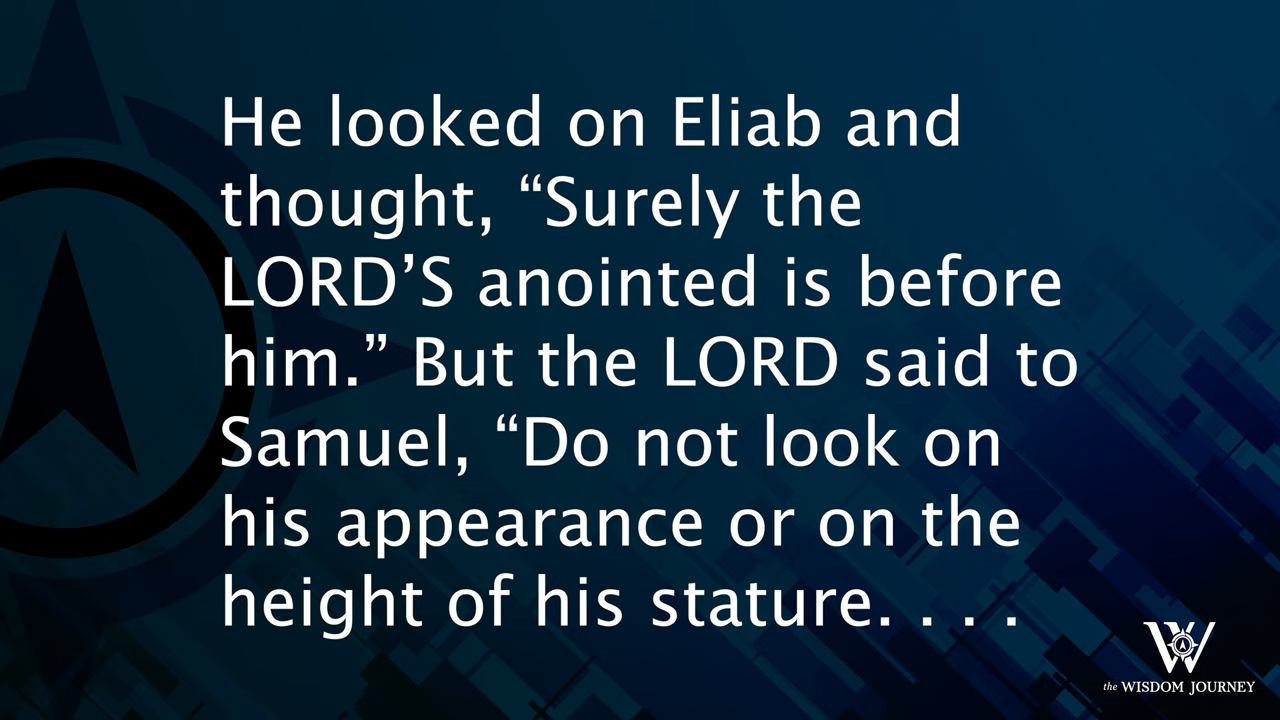 He looked on Eliab and
thought, “Surely the
LORD’S anointed is before
him.” But the LORD said to
Samuel, “Do not look on
his appearance or on the
height of his stature. . . .
W
the WISDOM JOURNEY